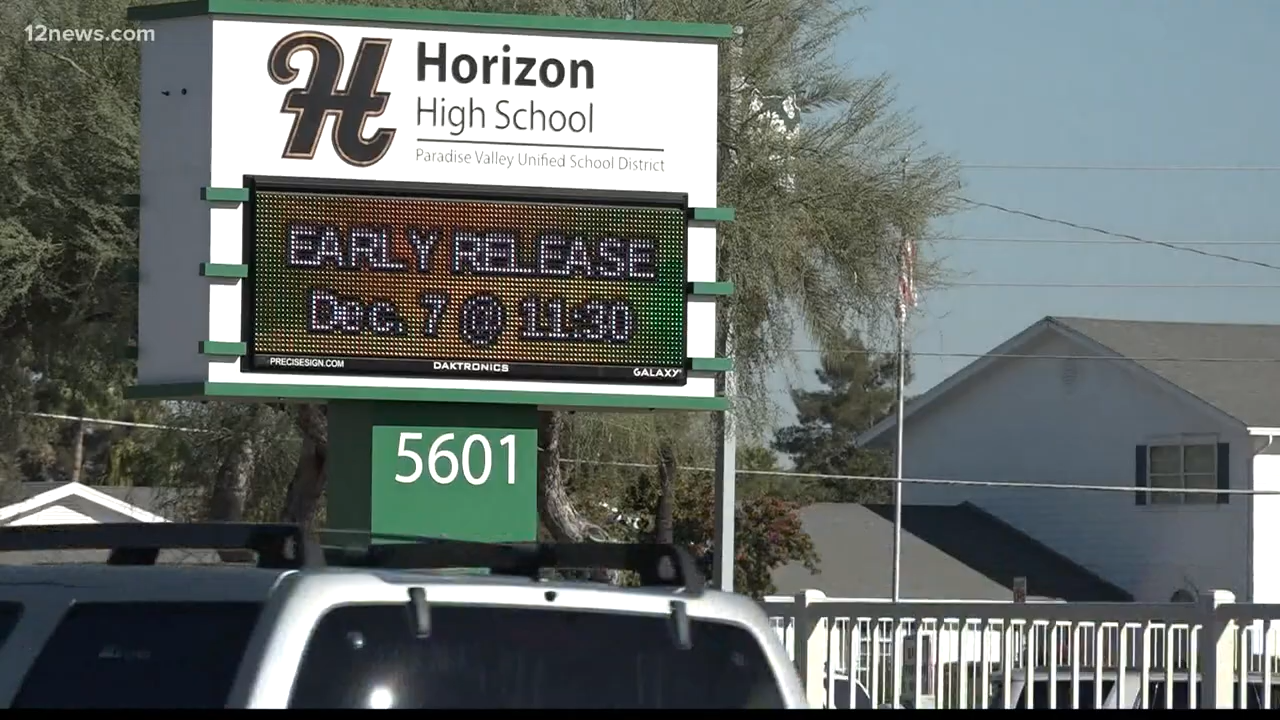 12news.com
H
Horizon
High School
Paradise Valley Unified School District
EARLY RELEASE
Dec. 7 @ 11:30
PRECISESIGN.COM DAKTRONICS GALAXY
5601